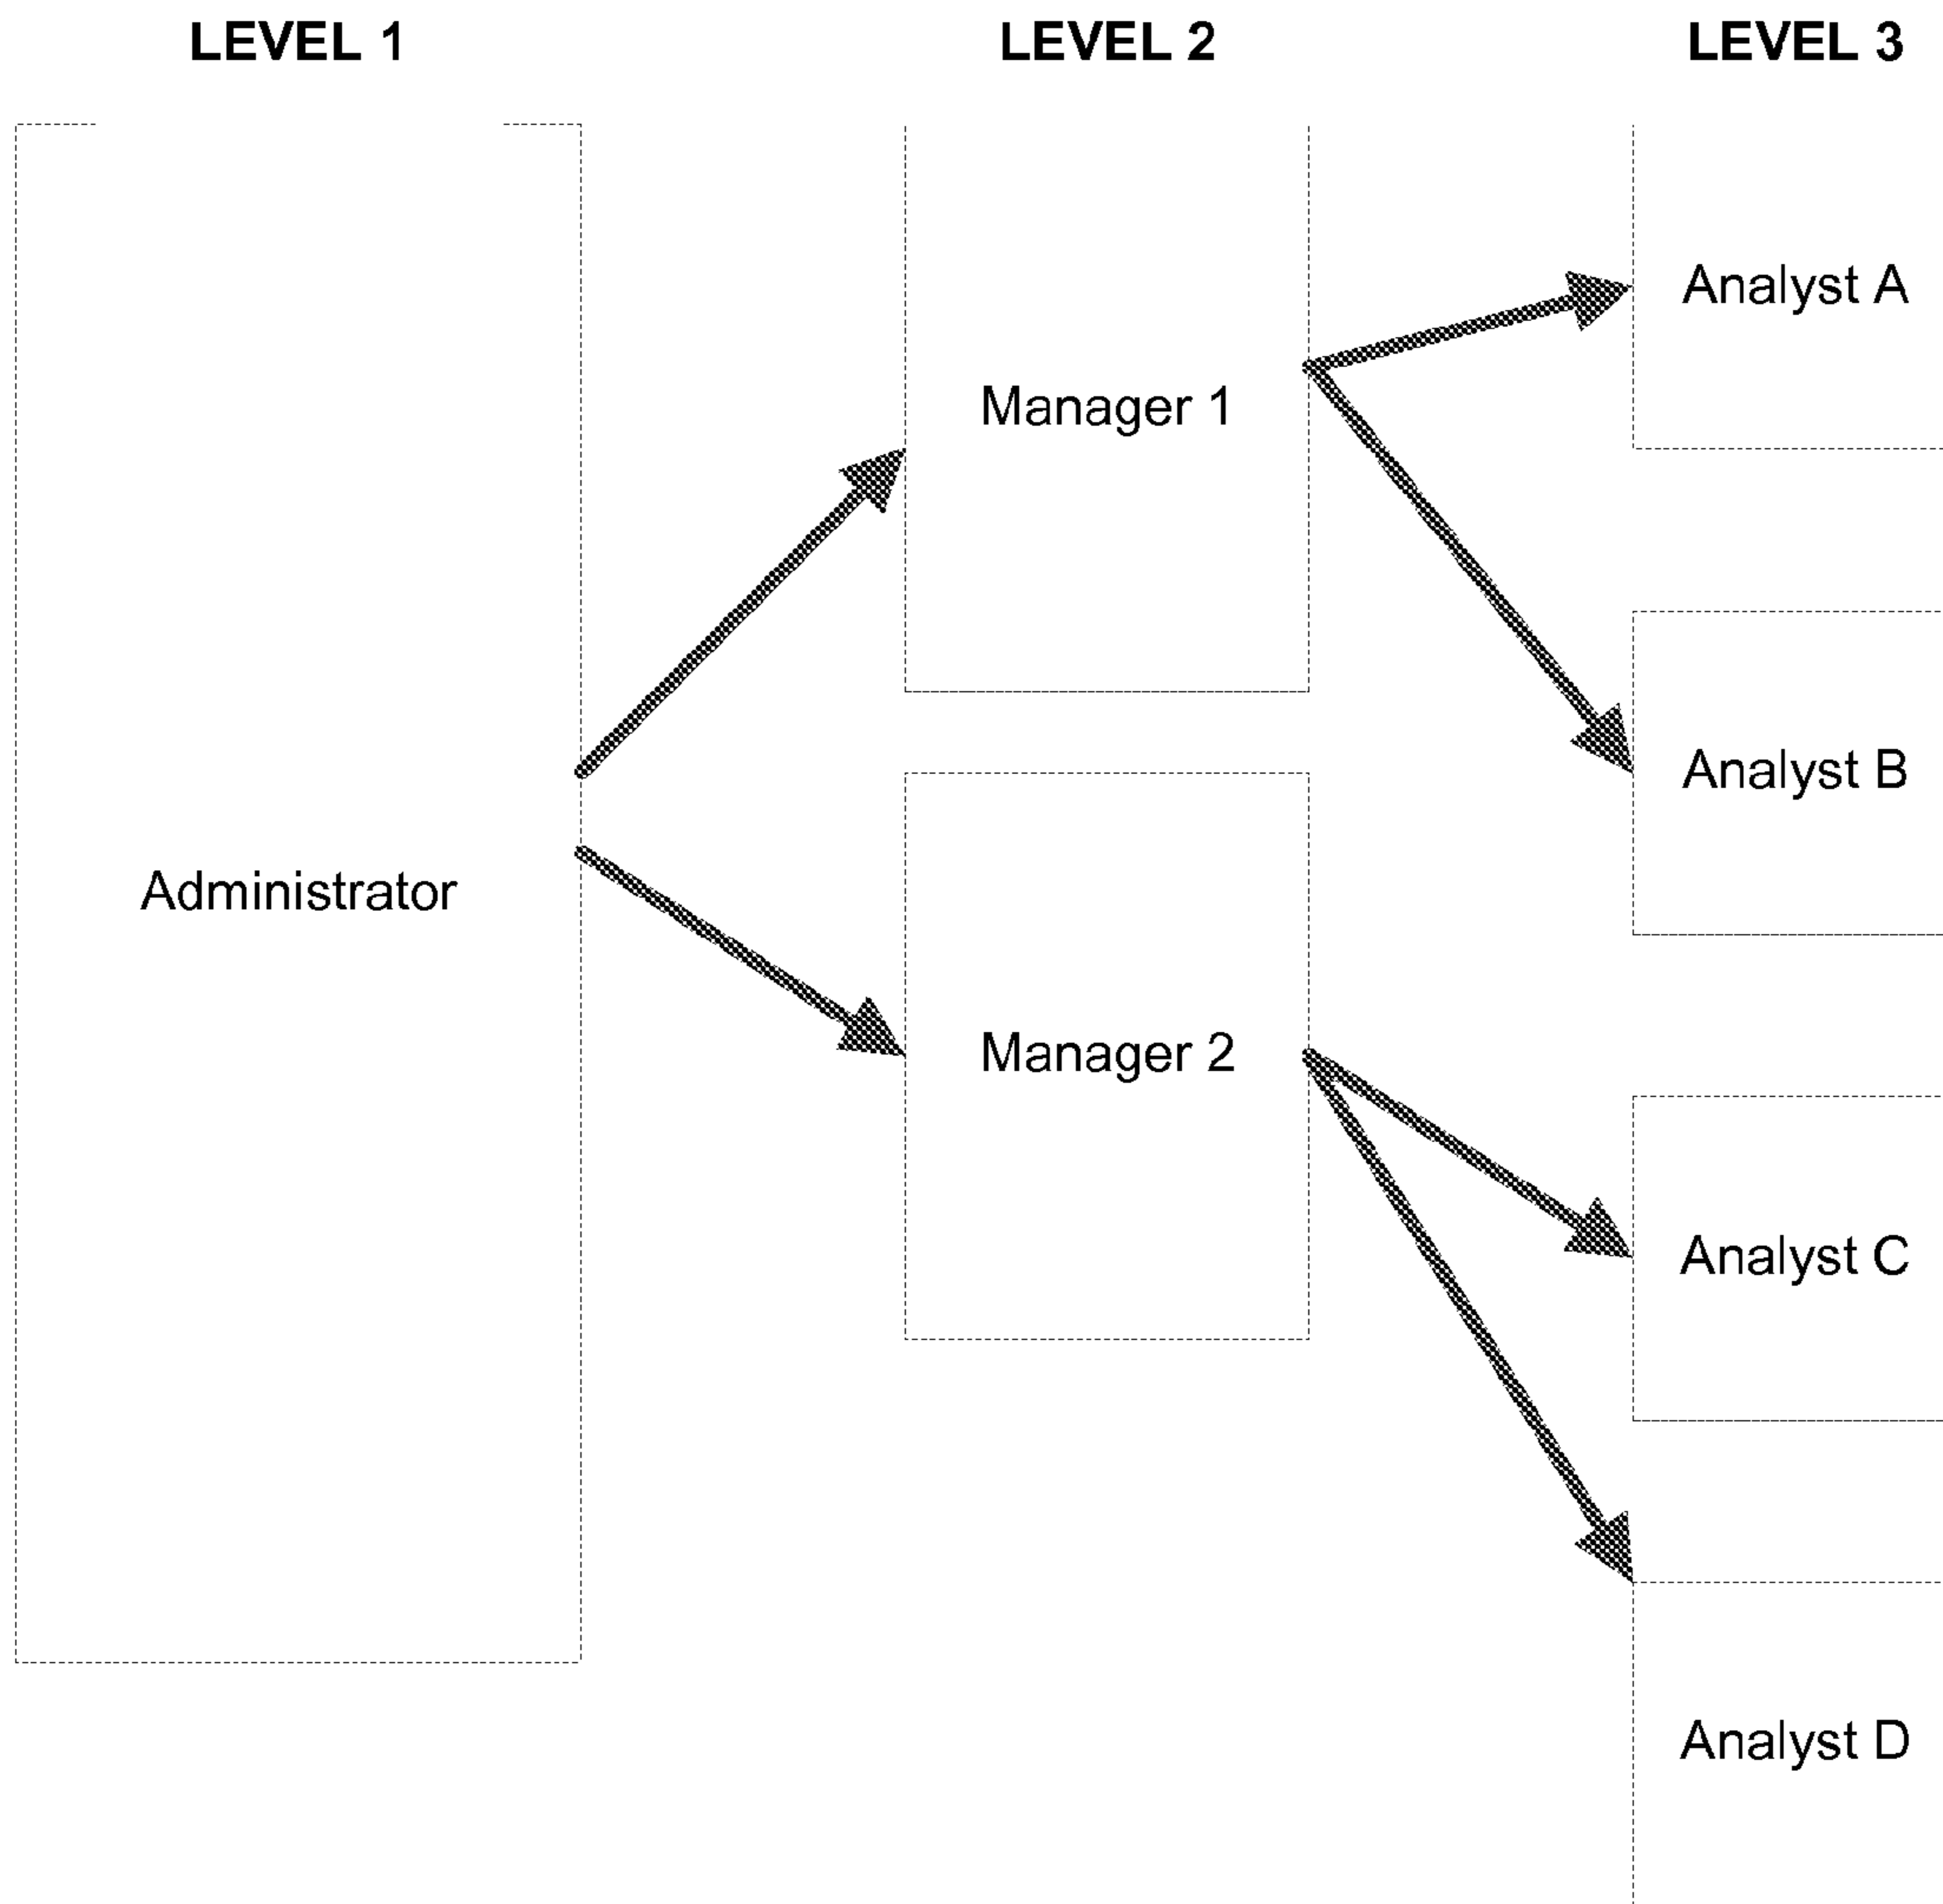 LEVEL 1
LEVEL 2
LEVEL 3
Administrator
Manager 1
Manager 2
Analyst A
Analyst B
Analyst C
Analyst D